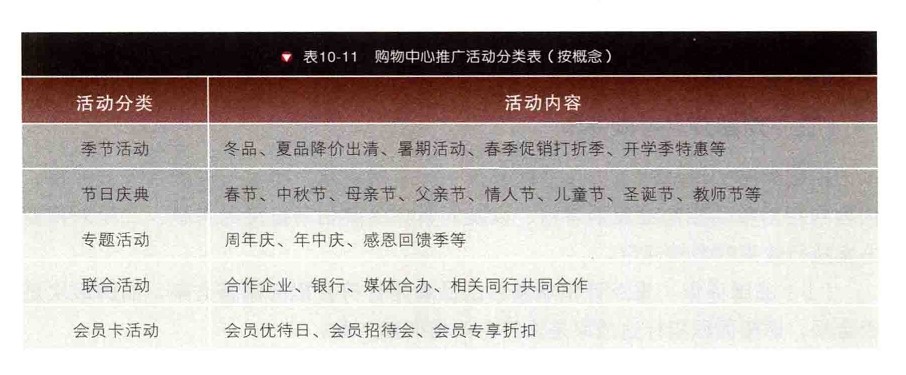 表10-11 购物中心推广活动分类表（按概念）
活动分类 活动内容
季节活动 冬品、夏品降价出清、暑期活动、春季促销打折季、开学季特惠等
节日庆典 春节、中秋节、母亲节、父亲节、情人节、儿童节、圣诞节、教师节等
专题活动 周年庆、年中庆、感恩回馈季等
联合活动 合作企业、银行、媒体合办、相关同行共同合作
会员卡活动 会员优待日、会员招待会、会员专享折扣